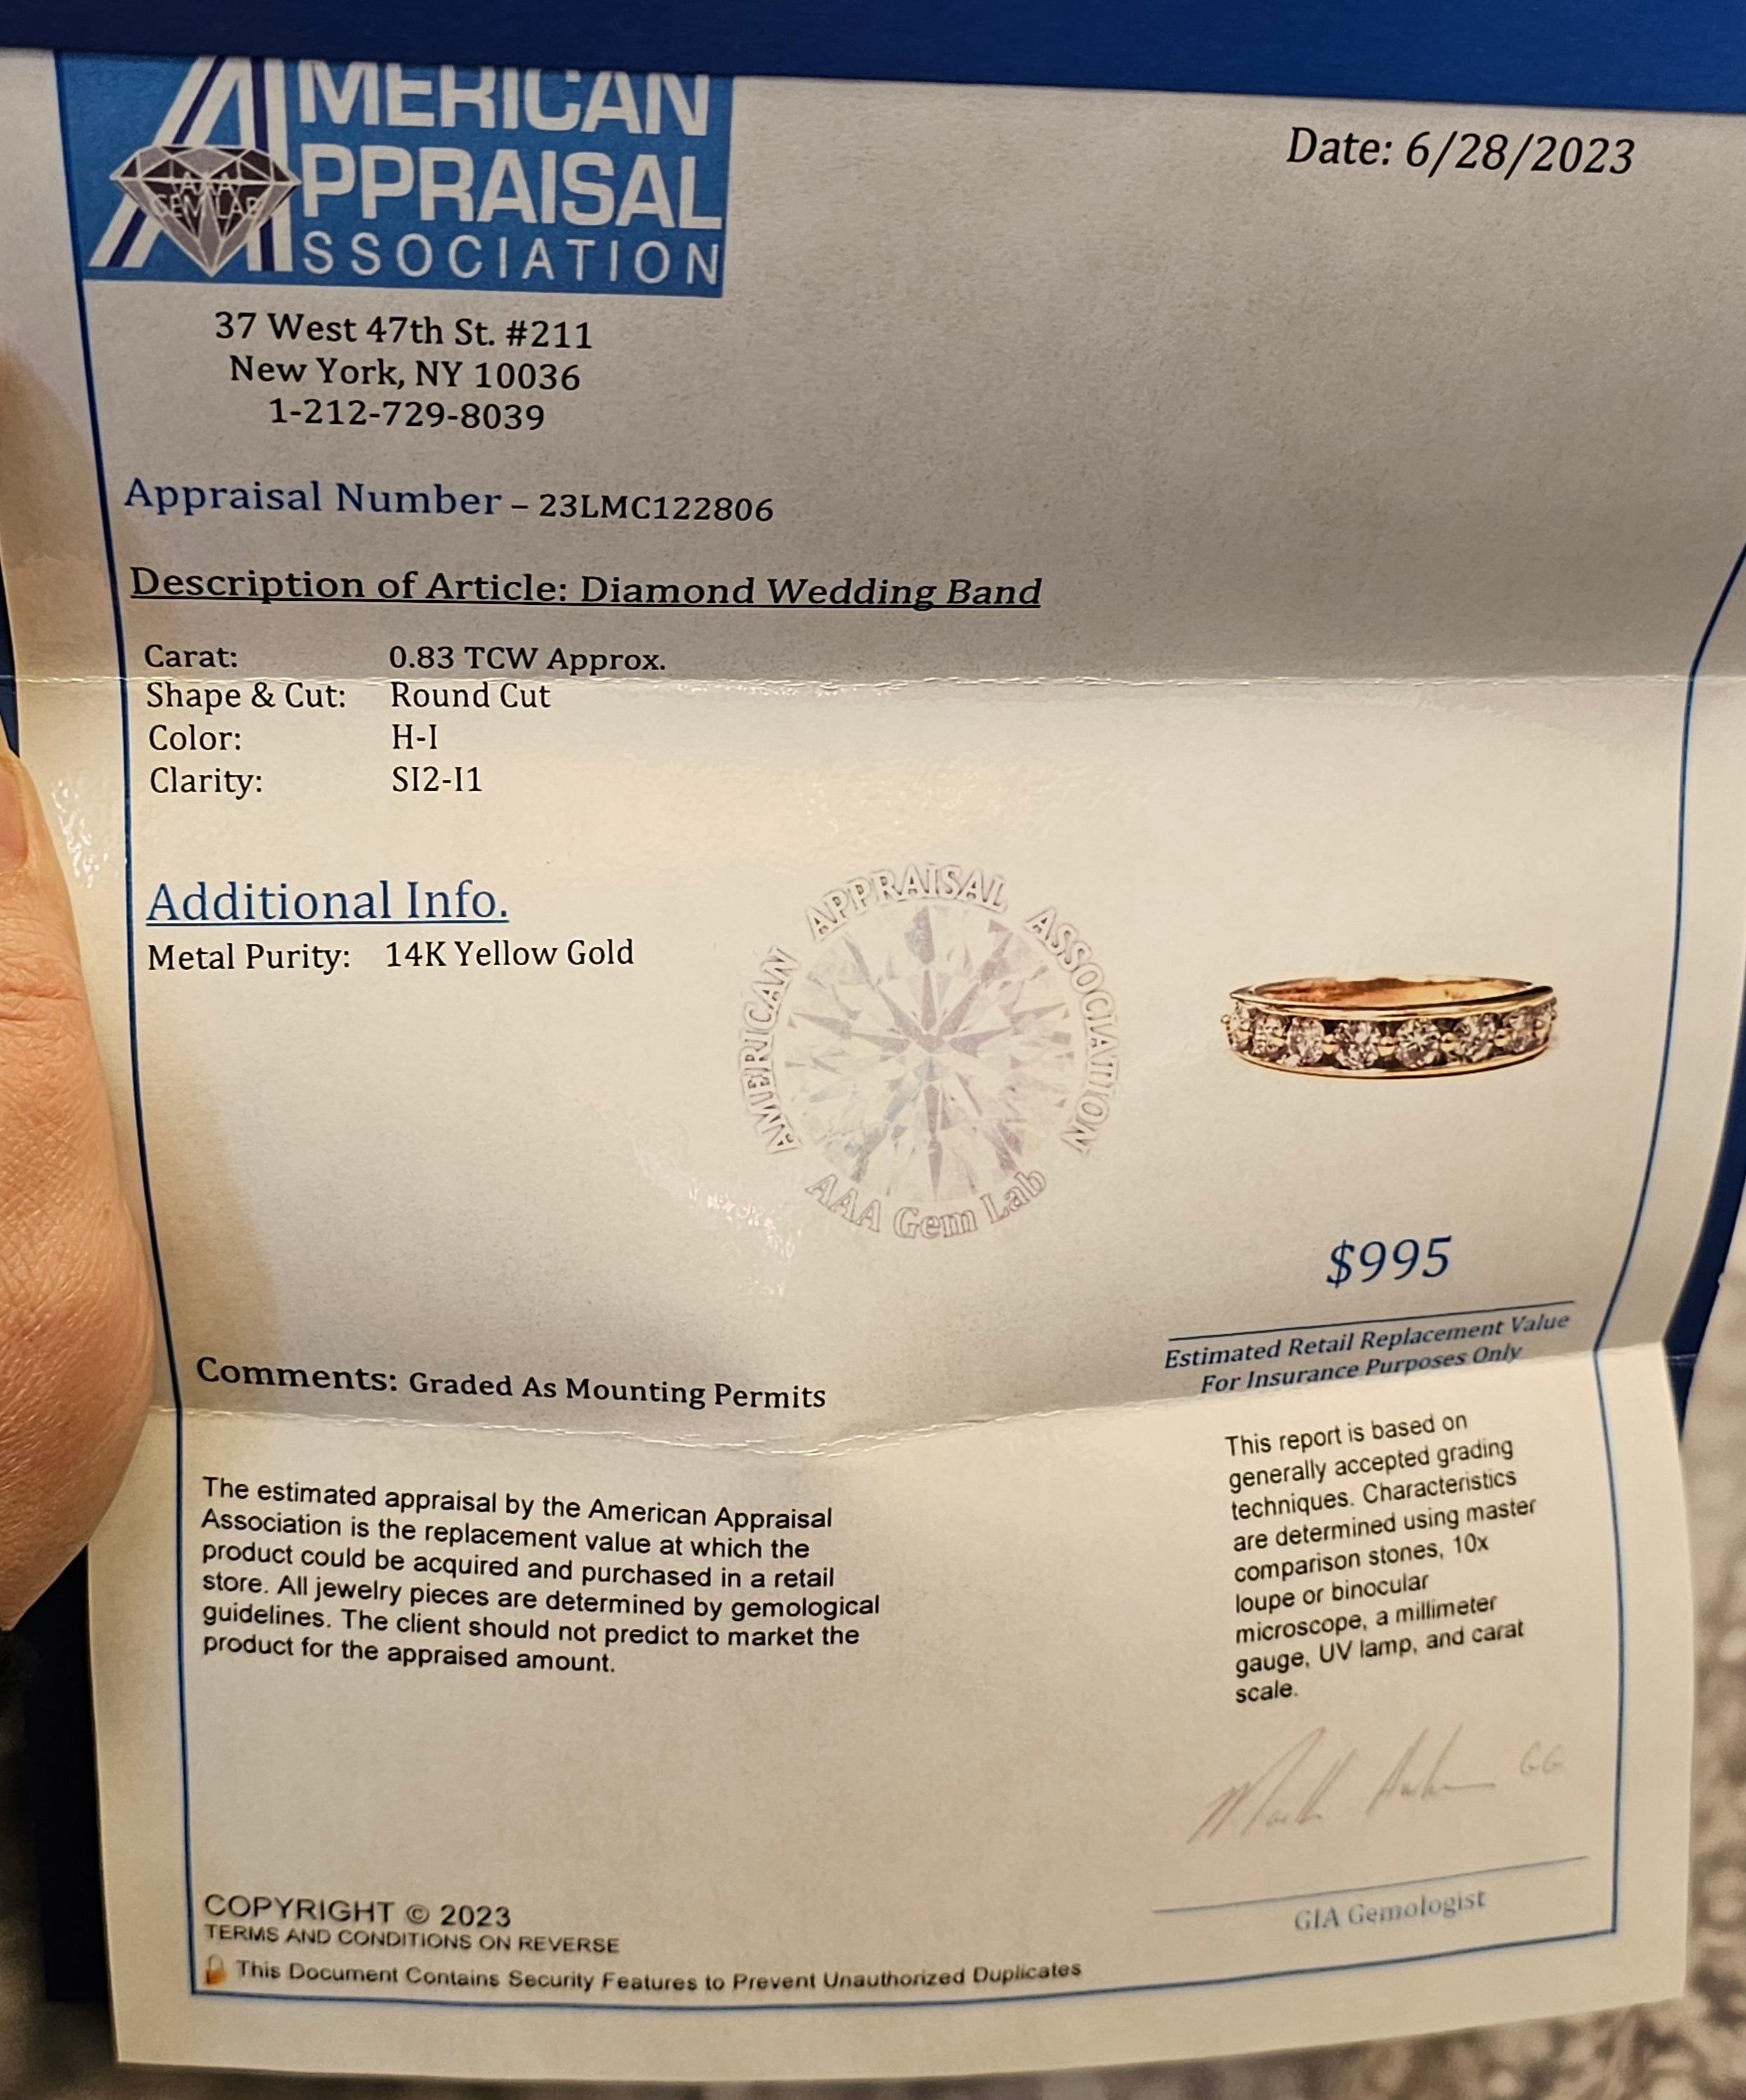 AMERICAN
APPRAISAL
ASSOCIATION
AAA
GEM LAB
Date: 6/28/2023
37 West 47th St. #211
New York, NY 10036
1-212-729-8039
Appraisal Number – 23LMC122806
Description of Article: Diamond Wedding Band
Carat: 0.83 TCW Approx.
Shape & Cut: Round Cut
Color: H-I
Clarity: SI2-I1
Additional Info.
Metal Purity: 14K Yellow Gold
AMERICAN APPRAISAL ASSOCIATION
AAA Gem Lab
$995
Estimated Retail Replacement Value
For Insurance Purposes Only
Comments: Graded As Mounting Permits
The estimated appraisal by the American Appraisal
Association is the replacement value at which the
product could be acquired and purchased in a retail
store. All jewelry pieces are determined by gemological
guidelines. The client should not predict to market the
product for the appraised amount.
This report is based on
generally accepted grading
techniques. Characteristics
are determined using master
comparison stones, 10x
loupe or binocular
microscope, a millimeter
gauge, UV lamp, and carat
scale.
GG
GIA Gemologist
COPYRIGHT © 2023
TERMS AND CONDITIONS ON REVERSE
This Document Contains Security Features to Prevent Unauthorized Duplicates